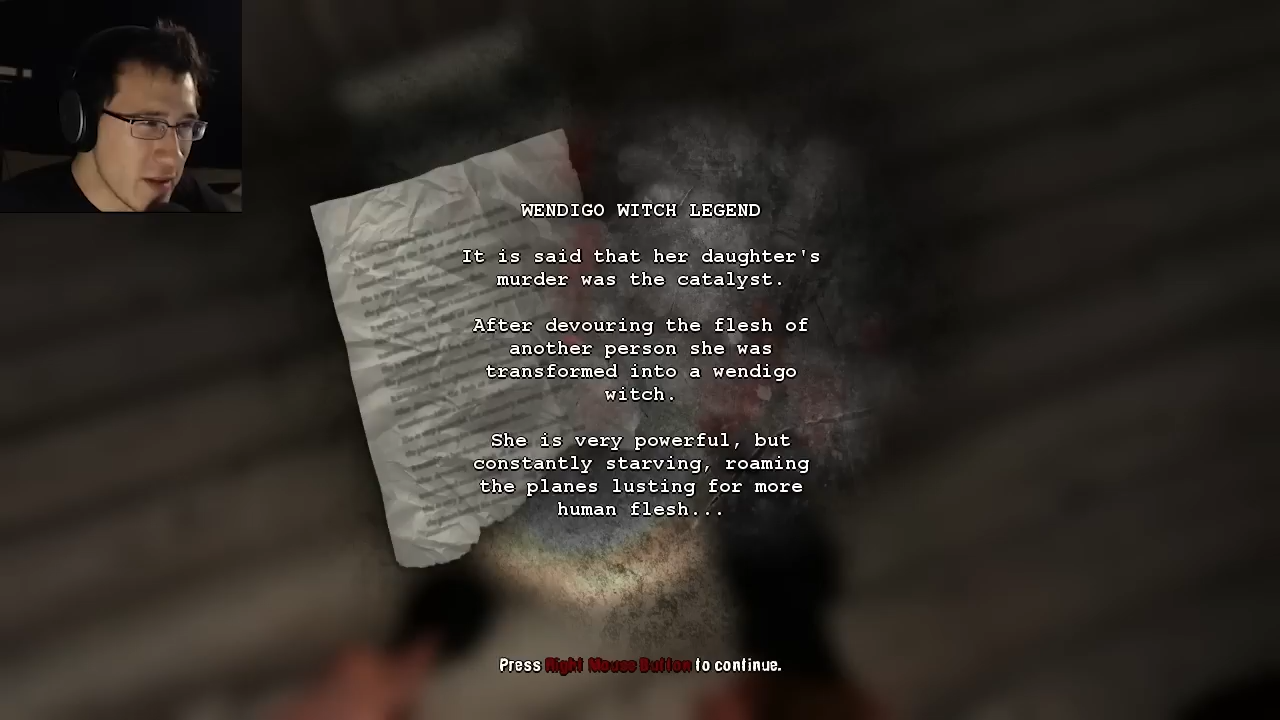 WENDIGO WITCH LEGEND
It is said that her daughter's
murder was the catalyst.
After devouring the flesh of
another person she was
transformed into a wendigo
witch.
She is very powerful, but
constantly starving, roaming
the planes lusting for more
human flesh...
Press Right Mouse Button to continue.